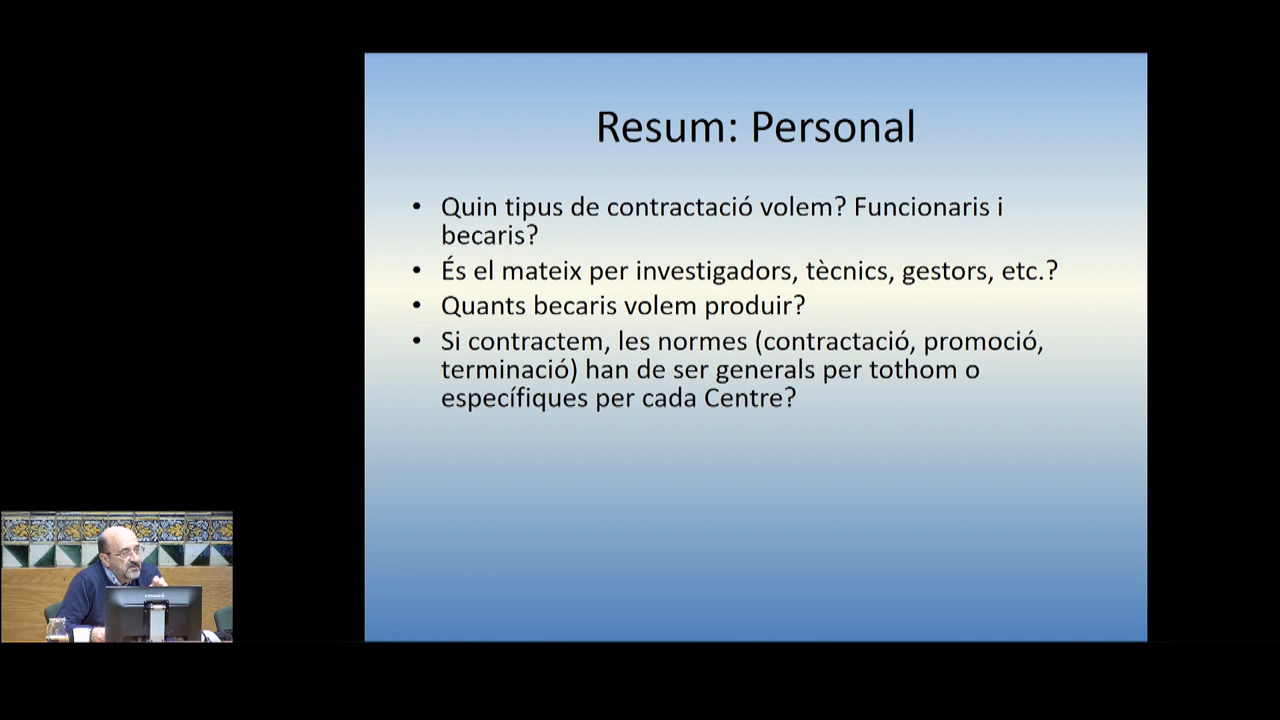 Resum: Personal
• Quin tipus de contractació volem? Funcionaris i
becaris?
• És el mateix per investigadors, tècnics, gestors, etc.?
• Quants becaris volem produir?
• Si contractem, les normes (contractació, promoció,
terminació) han de ser generals per tothom o
específiques per cada Centre?